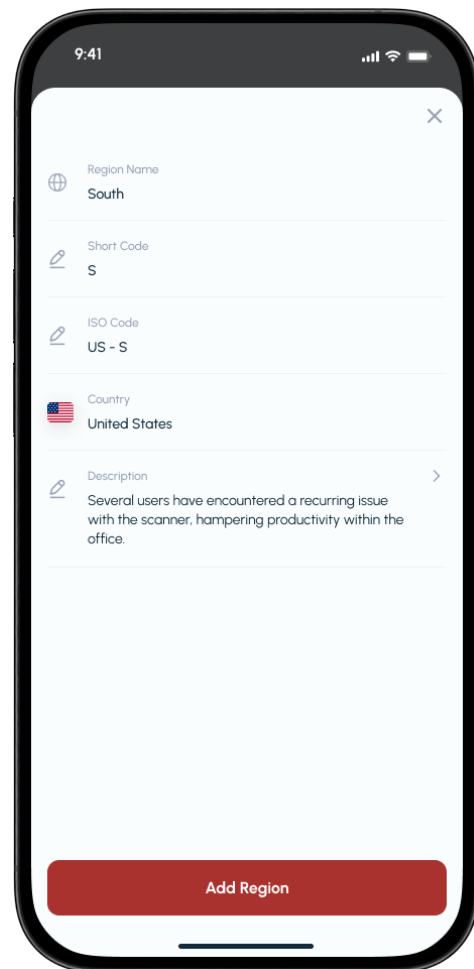 9:41
Region Name
South
Short Code
S
ISO Code
US - S
Country
United States
Description
Several users have encountered a recurring issue
with the scanner, hampering productivity within the
office.
Add Region